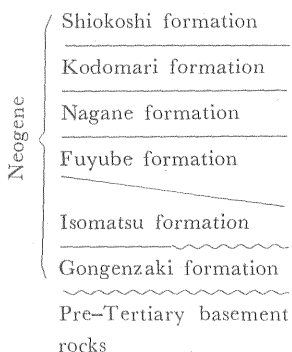 Neogene
Shiokoshi formation
Kodomari formation
Nagane formation
Fuyube formation
Isomatsu formation
Gongenzaki formation
Pre–Tertiary basement
rocks